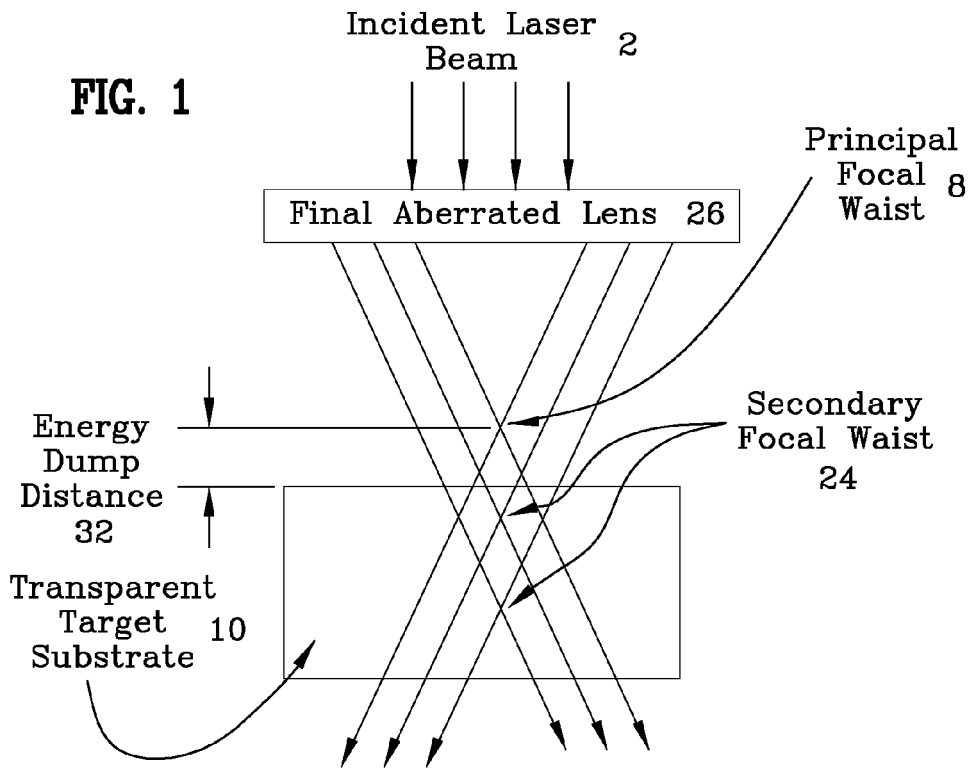 FIG. 1
Incident Laser
Beam 2
Final Aberrated Lens 26
Principal
Focal 8
Waist
Energy
Dump
Distance
32
Secondary
Focal Waist
24
Transparent
Target 10
Substrate